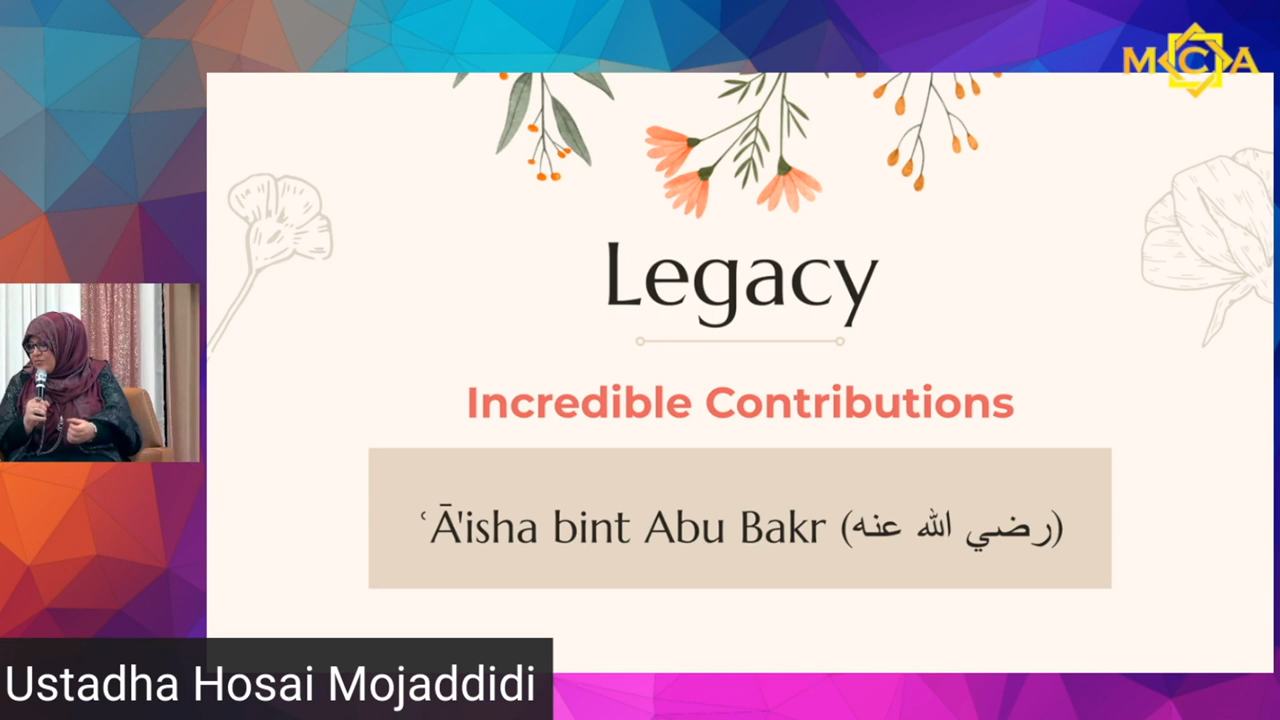 MCA
Legacy
Incredible Contributions
ʿĀ'isha bint Abu Bakr (رضي الله عنه)
Ustadha Hosai Mojaddidi